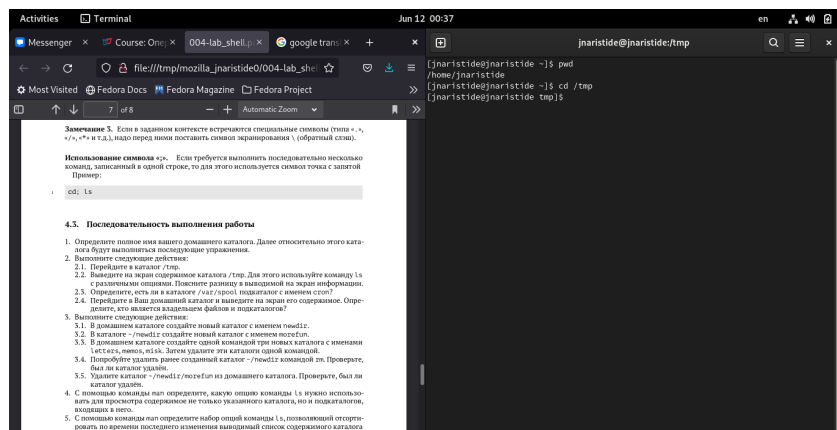 Activities Terminal Jun 12 00:37 en
Messenger Course: One 004-lab_shell.p google transl
jnaristide@jnaristide:/tmp
file:///tmp/mozilla_jnaristide0/004-lab_shel
Most Visited Fedora Docs Fedora Magazine Fedora Project
7 of 8 Automatic Zoom
Замечание 3. Если в заданном контексте встречаются специальные символы (типа «.»,
«/», «*» и т.д.), надо перед ними поставить символ экранирования \ (обратный слэш).
Использование символа «;». Если требуется выполнить последовательно несколько
команд, записанный в одной строке, то для этого используется символ точка с запятой
Пример:
1 cd; ls
4.3. Последовательность выполнения работы
1. Определите полное имя вашего домашнего каталога. Далее относительно этого ката-
лога будут выполняться последующие упражнения.
2. Выполните следующие действия:
2.1. Перейдите в каталог /tmp.
2.2. Выведите на экран содержимое каталога /tmp. Для этого используйте команду ls
с различными опциями. Поясните разницу в выводимой на экран информации.
2.3. Определите, есть ли в каталоге /var/spool подкаталог с именем cron?
2.4. Перейдите в Ваш домашний каталог и выведите на экран его содержимое. Опре-
делите, кто является владельцем файлов и подкаталогов?
3. Выполните следующие действия:
3.1. В домашнем каталоге создайте новый каталог с именем newdir.
3.2. В каталоге ~/newdir создайте новый каталог с именем morefun.
3.3. В домашнем каталоге создайте одной командой три новых каталога с именами
letters, memos, misk. Затем удалите эти каталоги одной командой.
3.4. Попробуйте удалить ранее созданный каталог ~/newdir командой rm. Проверьте,
был ли каталог удалён.
3.5. Удалите каталог ~/newdir/morefun из домашнего каталога. Проверьте, был ли
каталог удалён.
4. С помощью команды man определите, какую опцию команды ls нужно использо-
вать для просмотра содержимое не только указанного каталога, но и подкаталогов,
входящих в него.
5. С помощью команды man определите набор опций команды ls, позволяющий отсорти-
ровать по времени последнего изменения выводимый список содержимого каталога
[jnaristide@jnaristide ~]$ pwd
/home/jnaristide
[jnaristide@jnaristide ~]$ cd /tmp
[jnaristide@jnaristide tmp]$